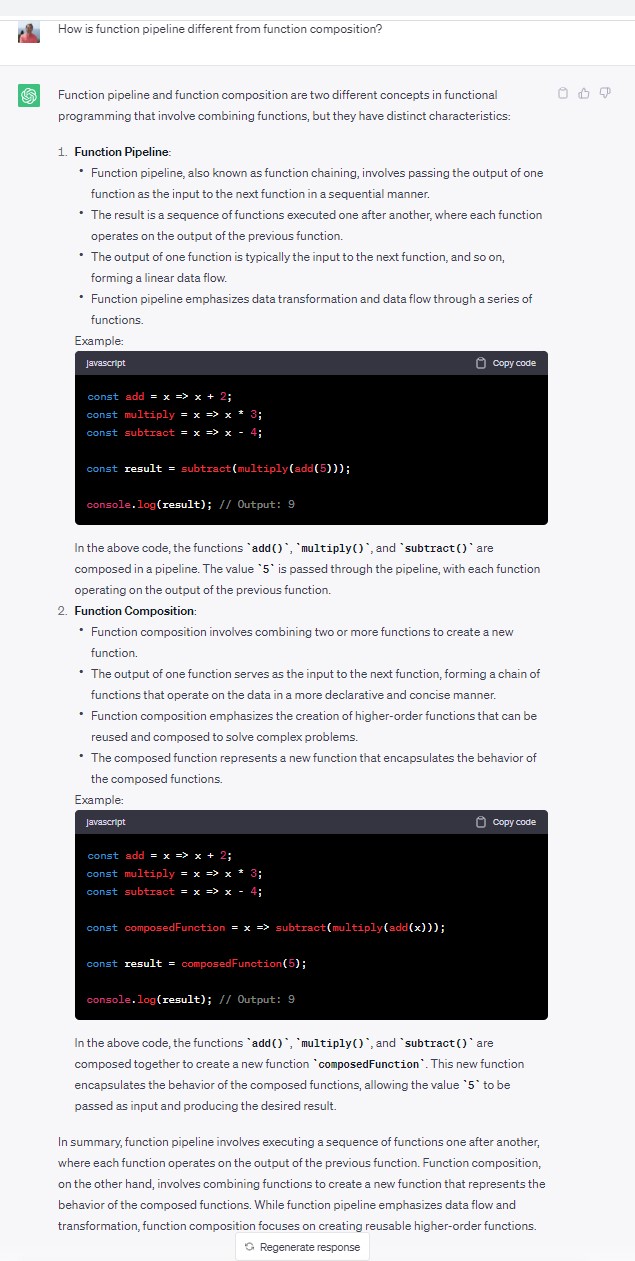 How is function pipeline different from function composition?
Function pipeline and function composition are two different concepts in functional
programming that involve combining functions, but they have distinct characteristics:
1. Function Pipeline:
• Function pipeline, also known as function chaining, involves passing the output of one
function as the input to the next function in a sequential manner.
• The result is a sequence of functions executed one after another, where each function
operates on the output of the previous function.
• The output of one function is typically the input to the next function, and so on,
forming a linear data flow.
• Function pipeline emphasizes data transformation and data flow through a series of
functions.
Example:
javascript Copy code
const add = x => x + 2;
const multiply = x => x * 3;
const subtract = x => x - 4;
const result = subtract(multiply(add(5)));
console.log(result); // Output: 9
In the above code, the functions `add()`, `multiply()`, and `subtract()` are
composed in a pipeline. The value `5` is passed through the pipeline, with each function
operating on the output of the previous function.
2. Function Composition:
• Function composition involves combining two or more functions to create a new
function.
• The output of one function serves as the input to the next function, forming a chain of
functions that operate on the data in a more declarative and concise manner.
• Function composition emphasizes the creation of higher-order functions that can be
reused and composed to solve complex problems.
• The composed function represents a new function that encapsulates the behavior of
the composed functions.
Example:
javascript Copy code
const add = x => x + 2;
const multiply = x => x * 3;
const subtract = x => x - 4;
const composedFunction = x => subtract(multiply(add(x)));
const result = composedFunction(5);
console.log(result); // Output: 9
In the above code, the functions `add()`, `multiply()`, and `subtract()` are
composed together to create a new function `composedFunction`. This new function
encapsulates the behavior of the composed functions, allowing the value `5` to be
passed as input and producing the desired result.
In summary, function pipeline involves executing a sequence of functions one after another,
where each function operates on the output of the previous function. Function composition,
on the other hand, involves combining functions to create a new function that represents the
behavior of the composed functions. While function pipeline emphasizes data flow and
transformation, function composition focuses on creating reusable higher-order functions.
Regenerate response